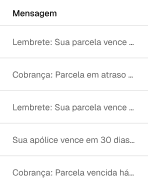 Mensagem
Lembrete: Sua parcela vence ...
Cobrança: Parcela em atraso ...
Lembrete: Sua parcela vence ...
Sua apólice vence em 30 dias...
Cobrança: Parcela vencida há...